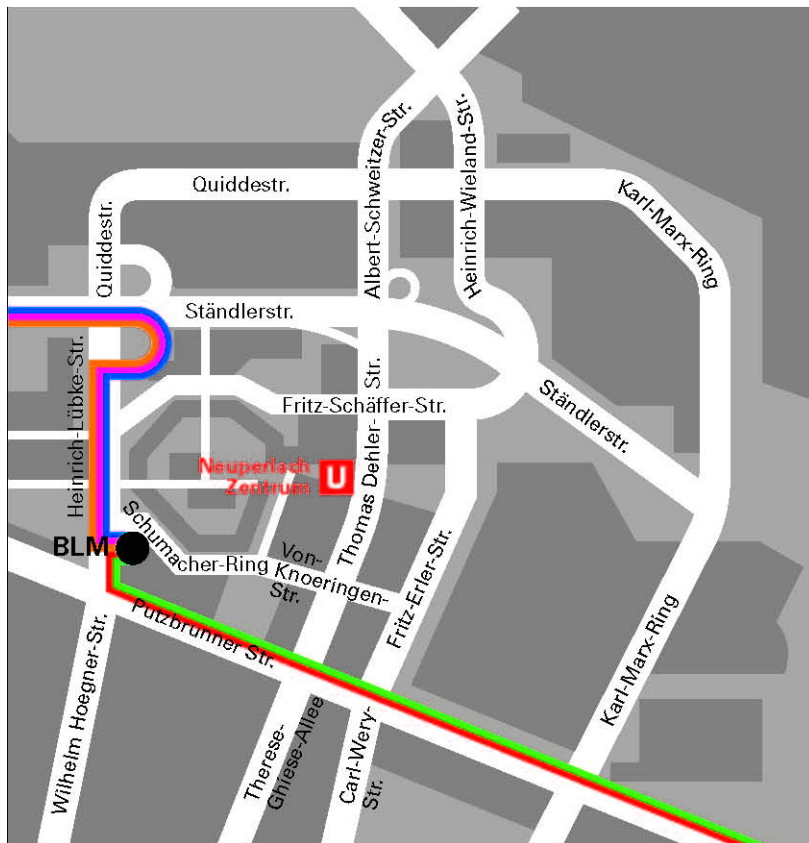 Albert-Schweitzer-Str.
Heinrich-Wieland-Str.
Quiddestr.
Karl-Marx-Ring
Quiddestr.
Ständlerstr.
Heinrich-Lübke-Str.
Fritz-Schäffer-Str.
Ständlerstr.
Neuperlach
Zentrum
U
Thomas Dehler-Str.
BLM
Schumacher-Ring
Von-
Knoeringen-
Str.
Fritz-Erler-Str.
Putzbrunner Str.
Karl-Marx-Ring
Wilhelm Hoegner-Str.
Therese-
Ghiese-Allee
Carl-Wery-
Str.